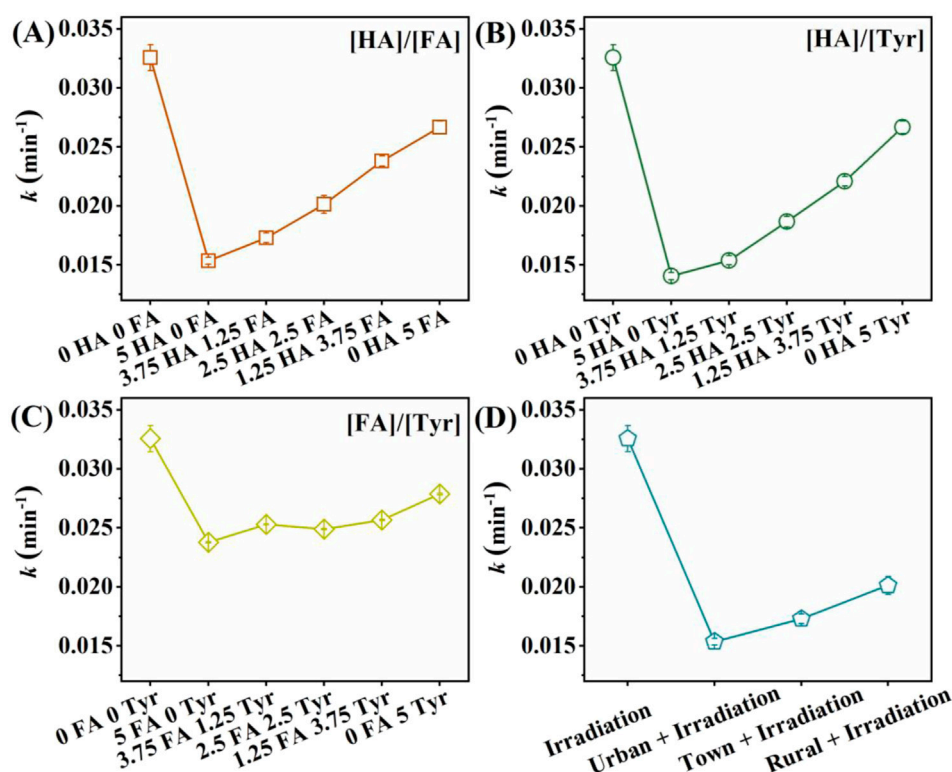 (A)
[HA]/[FA]
0.035
0.030
0.025
0.020
0.015
k (min⁻¹)
0 HA 0 FA
5 HA 0 FA
3.75 HA 1.25 FA
2.5 HA 2.5 FA
1.25 HA 3.75 FA
0 HA 5 FA
(B)
[HA]/[Tyr]
0.035
0.030
0.025
0.020
0.015
k (min⁻¹)
0 HA 0 Tyr
5 HA 0 Tyr
3.75 HA 1.25 Tyr
2.5 HA 2.5 Tyr
1.25 HA 3.75 Tyr
0 HA 5 Tyr
(C)
[FA]/[Tyr]
0.035
0.030
0.025
0.020
0.015
k (min⁻¹)
0 FA 0 Tyr
5 FA 0 Tyr
3.75 FA 1.25 Tyr
2.5 FA 2.5 Tyr
1.25 FA 3.75 Tyr
0 FA 5 Tyr
(D)
0.035
0.030
0.025
0.020
0.015
k (min⁻¹)
Irradiation
Urban + Irradiation
Town + Irradiation
Rural + Irradiation